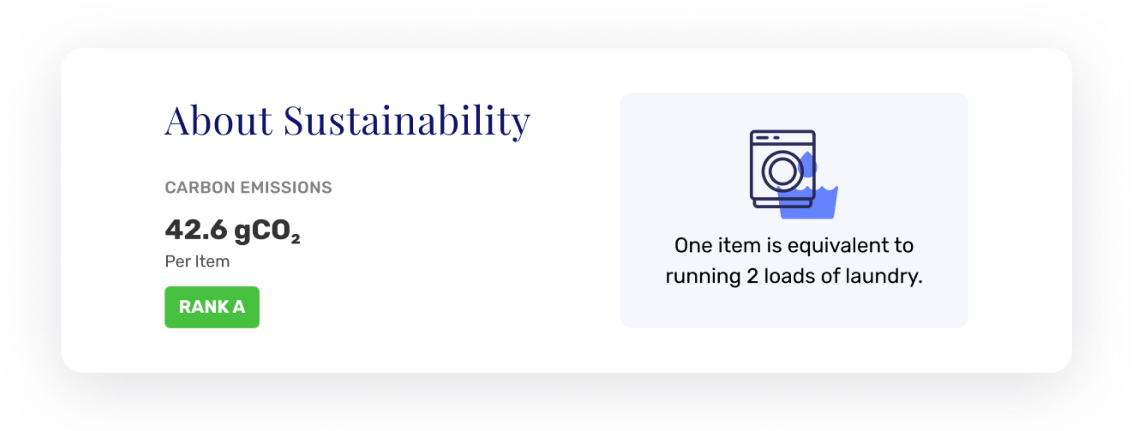 About Sustainability
CARBON EMISSIONS
42.6 gCO₂
Per Item
RANK A
One item is equivalent to
running 2 loads of laundry.